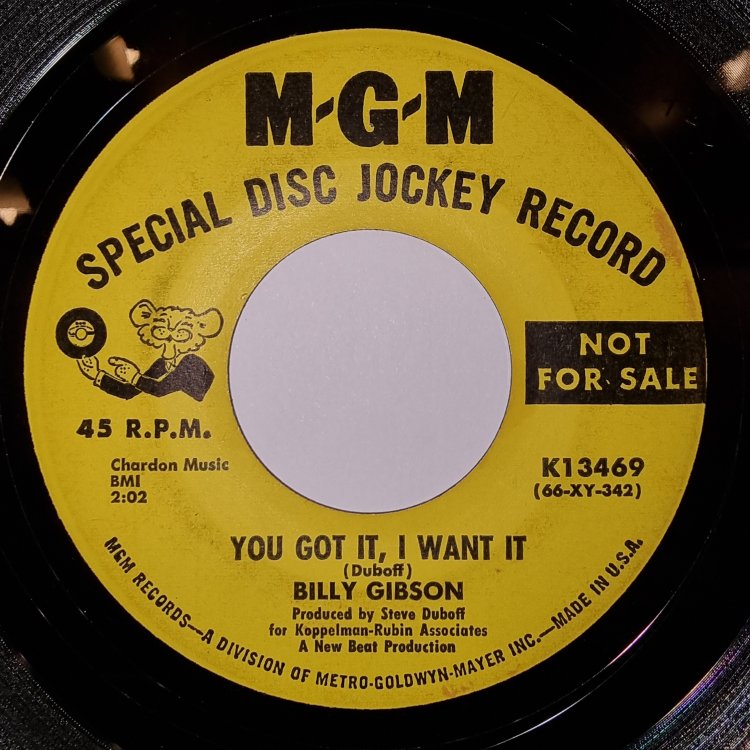 M-G-M
SPECIAL DISC JOCKEY RECORD
NOT
FOR SALE
45 R.P.M.
Chardon Music
BMI
2:02
K13469
(66-XY-342)
YOU GOT IT, I WANT IT
(Duboff)
BILLY GIBSON
Produced by Steve Duboff
for Koppelman-Rubin Associates
A New Beat Production
MGM RECORDS—A DIVISION OF METRO-GOLDWYN-MAYER INC.—MADE IN U.S.A.